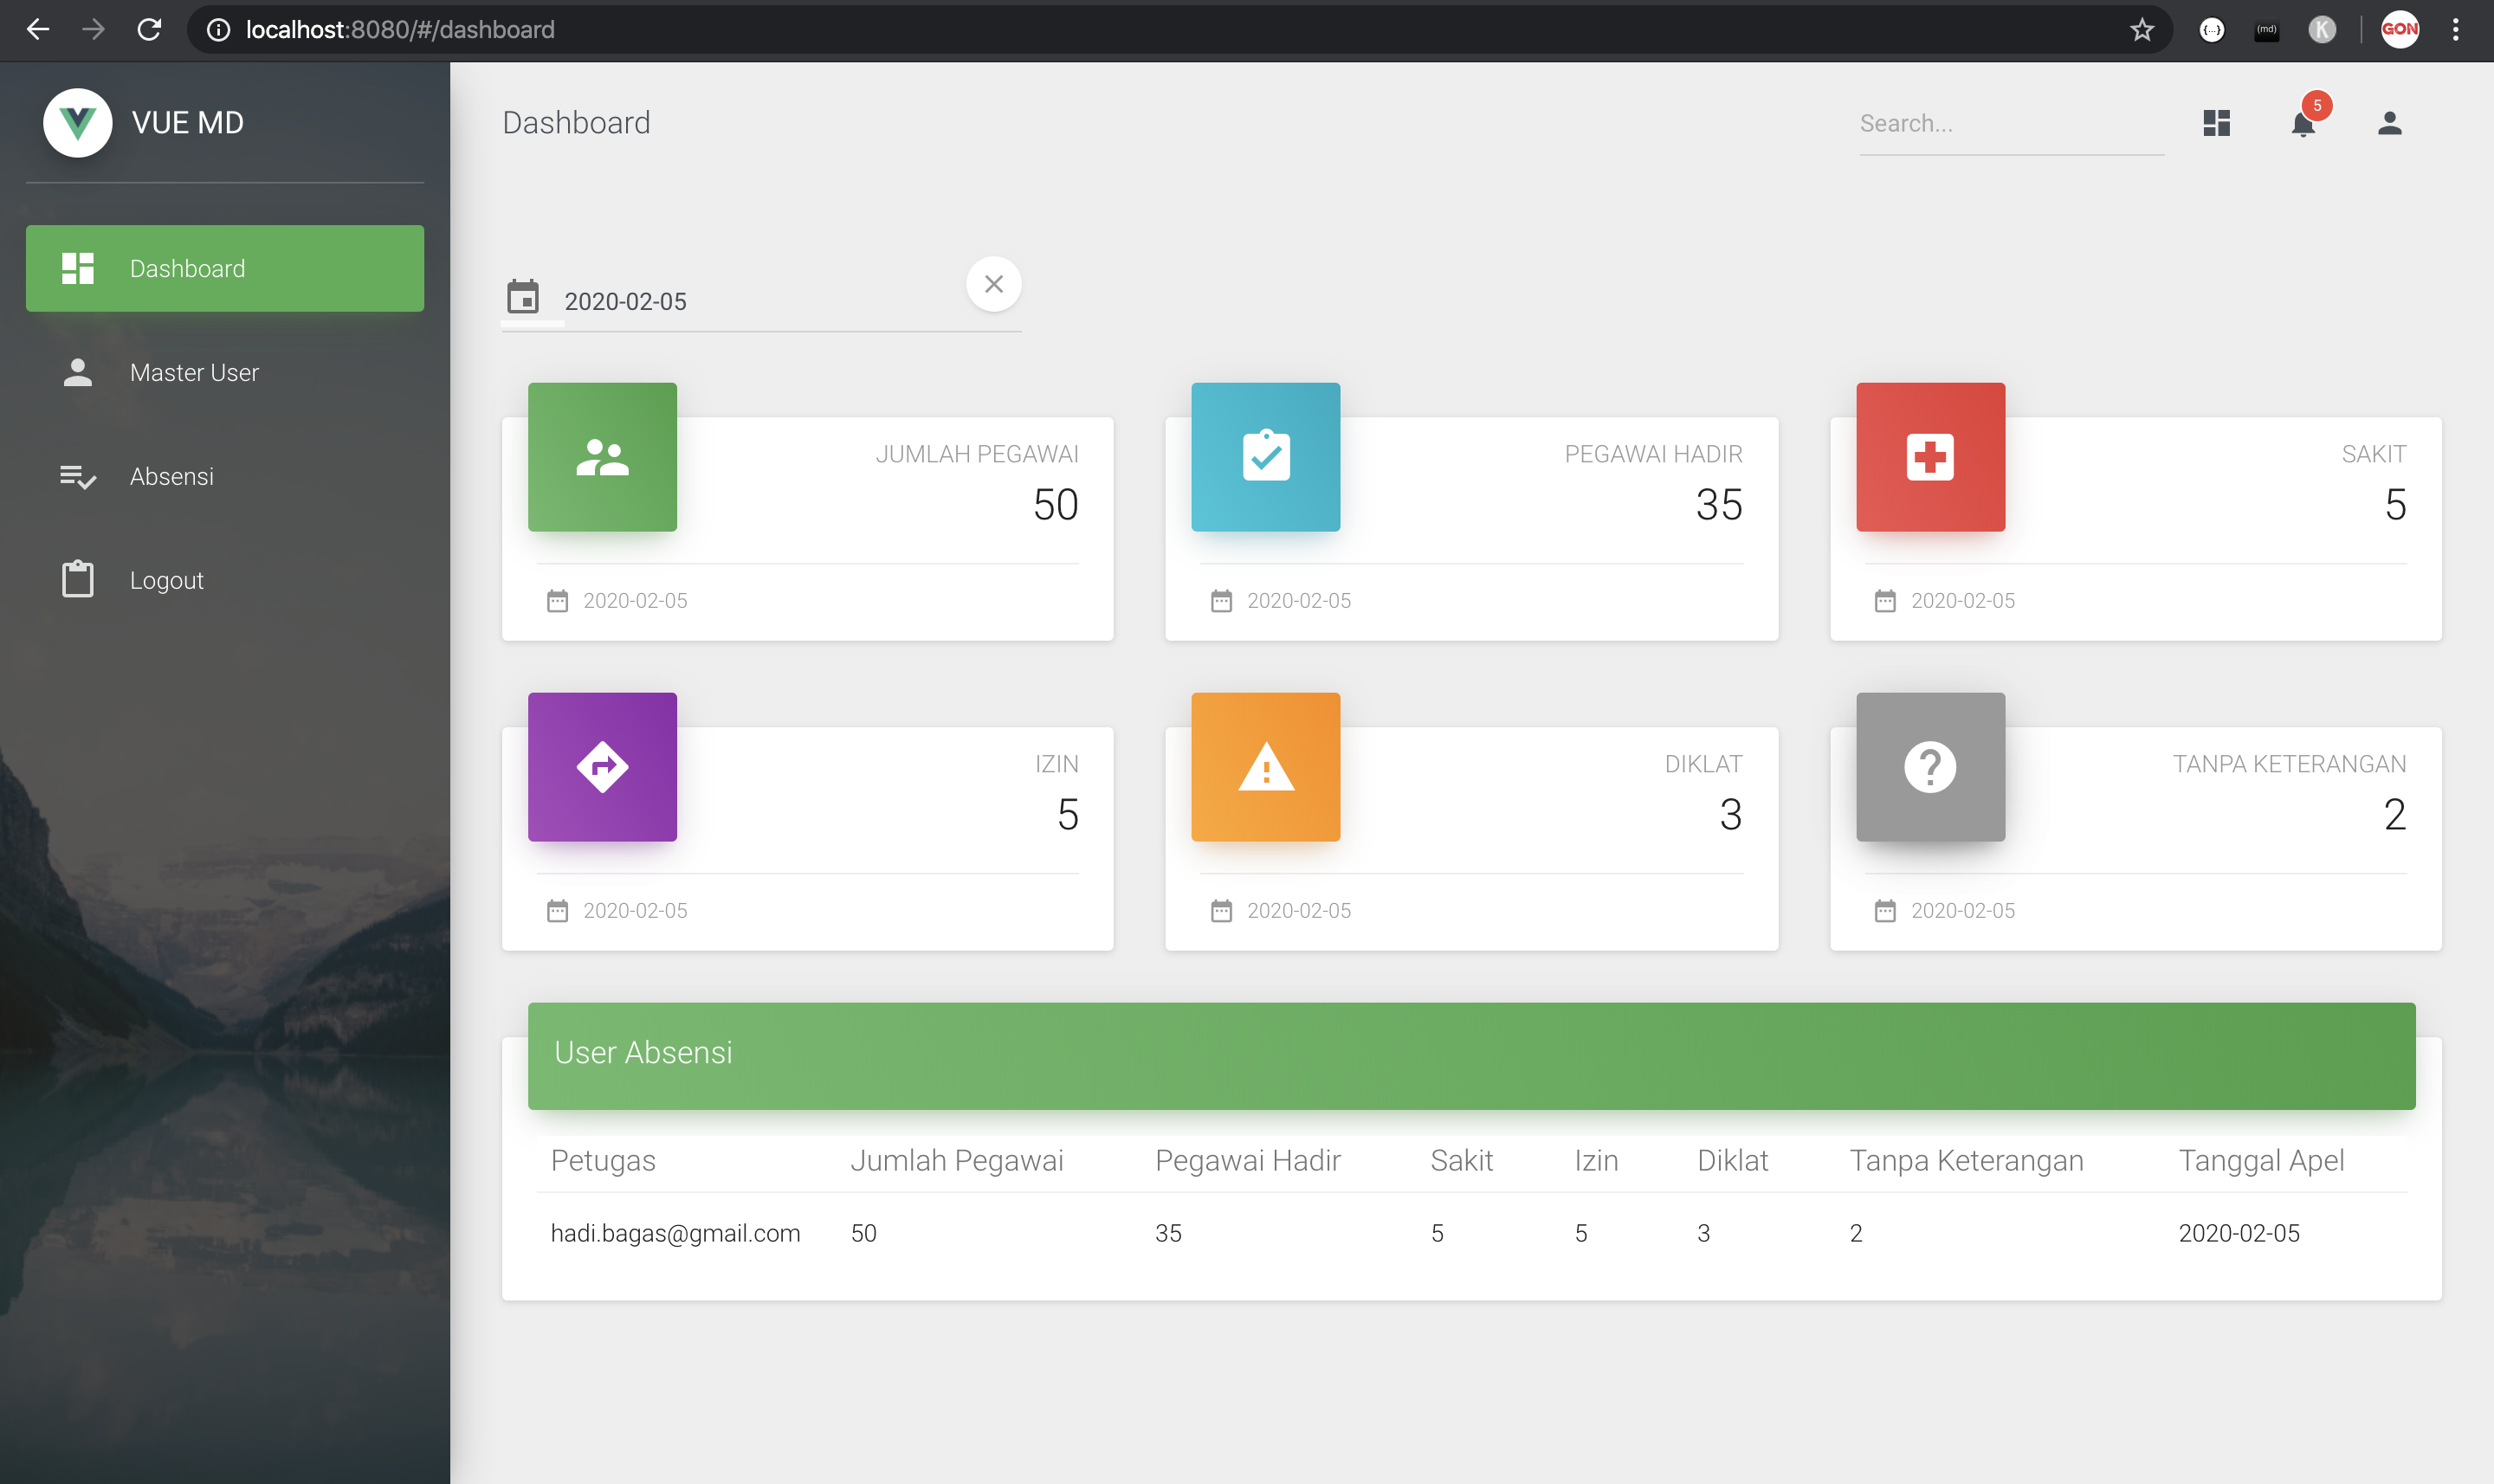 localhost:8080/#/dashboard
{...}
(md)
K
GON
VUE MD
Dashboard
Master User
Absensi
Logout
Dashboard
Search...
5
2020-02-05
JUMLAH PEGAWAI
50
2020-02-05
PEGAWAI HADIR
35
2020-02-05
SAKIT
5
2020-02-05
IZIN
5
2020-02-05
DIKLAT
3
2020-02-05
TANPA KETERANGAN
2
2020-02-05
User Absensi
Petugas Jumlah Pegawai Pegawai Hadir Sakit Izin Diklat Tanpa Keterangan Tanggal Apel
hadi.bagas@gmail.com 50 35 5 5 3 2 2020-02-05